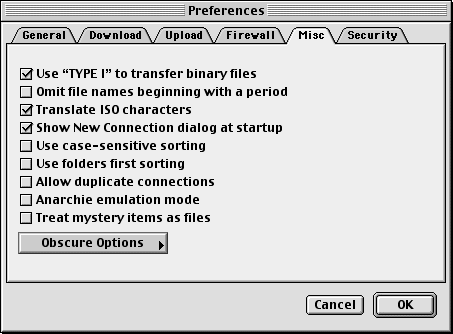 Preferences
General Download Upload Firewall Misc Security
Use “TYPE I” to transfer binary files
Omit file names beginning with a period
Translate ISO characters
Show New Connection dialog at startup
Use case-sensitive sorting
Use folders first sorting
Allow duplicate connections
Anarchie emulation mode
Treat mystery items as files
Obscure Options
Cancel OK